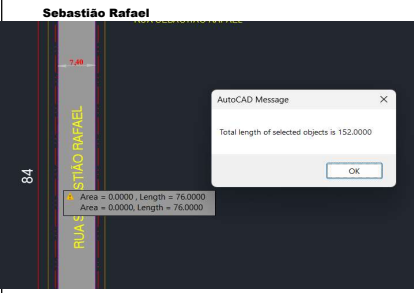 Sebastião Rafael
7,00
RUA SEBASTIÃO RAFAEL
84
AutoCAD Message
Total length of selected objects is 152.0000
OK
Area = 0.0000 , Length = 76.0000
Area = 0.0000, Length = 76.0000